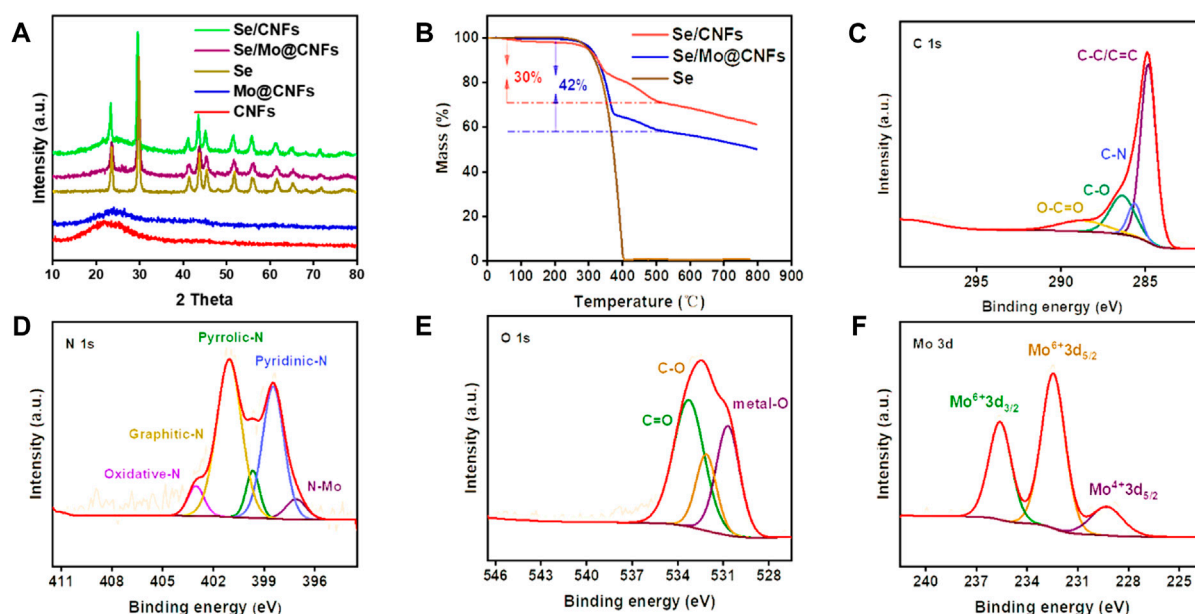 A
Se/CNFs
Se/Mo@CNFs
Se
Mo@CNFs
CNFs
Intensity (a.u.)
10 20 30 40 50 60 70 80
2 Theta
B
Se/CNFs
Se/Mo@CNFs
Se
30%
42%
100
80
60
40
20
0
Mass (%)
0 100 200 300 400 500 600 700 800 900
Temperature (℃)
C
C 1s
C-C/C=C
C-N
C-O
O-C=O
Intensity (a.u.)
295 290 285
Binding energy (eV)
D
N 1s
Pyrrolic-N
Pyridinic-N
Graphitic-N
Oxidative-N
N-Mo
Intensity (a.u.)
411 408 405 402 399 396
Binding energy (eV)
E
O 1s
C-O
metal-O
C=O
Intensity (a.u.)
546 543 540 537 534 531 528
Binding energy (eV)
F
Mo 3d
Mo⁶⁺3d₅/₂
Mo⁶⁺3d₃/₂
Mo⁴⁺3d₅/₂
Intensity (a.u.)
240 237 234 231 228 225
Binding energy (eV)